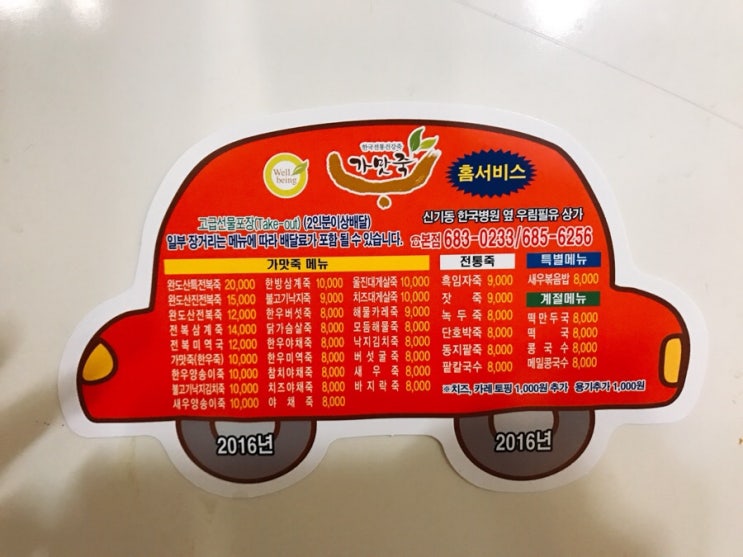 Well
being
한국전통건강죽
가맛죽
홈서비스
고급선물포장(Take-out) (2인분이상배달)
일부 장거리는 메뉴에 따라 배달료가 포함 될 수 있습니다.
신기동 한국병원 옆 우림필유 상가
☎본점 683-0233/685-6256
가맛죽 메뉴
완도산특전복죽 20,000
완도산진전복죽 15,000
완도산전복죽 12,000
전복삼계죽 14,000
전복미역국 12,000
가맛죽(한우죽) 10,000
한우양송이죽 10,000
불고기낙지김치죽 10,000
새우양송이죽 10,000
한방삼계죽 10,000
불고기낙지죽 9,000
한우버섯죽 8,000
닭가슴살죽 8,000
한우야채죽 8,000
한우미역죽 8,000
참치야채죽 8,000
치즈야채죽 8,000
야채죽 8,000
울진대게살죽 10,000
치즈대게살죽 10,000
해물카레죽 9,000
모듬해물죽 8,000
낙지김치죽 8,000
버섯굴죽 8,000
새우죽 8,000
바지락죽 8,000
전통죽
흑임자죽 9,000
잣죽 9,000
녹두죽 8,000
단호박죽 8,000
동지팥죽 8,000
팥칼국수 8,000
특별메뉴
새우볶음밥 8,000
계절메뉴
떡만두국 8,000
떡국 8,000
콩국수 8,000
메밀콩국수 8,000
※치즈, 카레 토핑 1,000원 추가 용기추가 1,000원
2016년
2016년